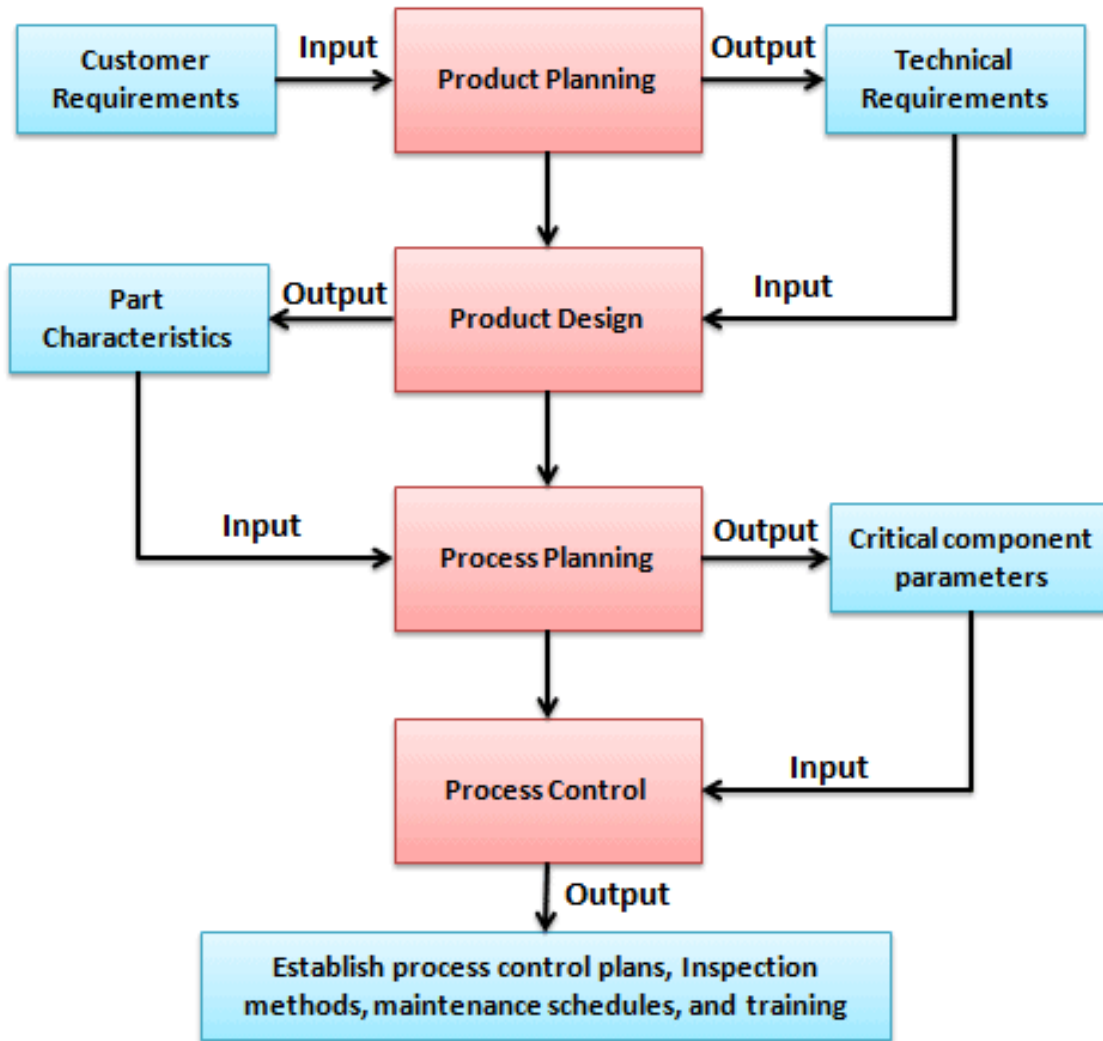 Customer
Requirements
Input
Product Planning
Output
Technical
Requirements
Part
Characteristics
Output
Product Design
Input
Input
Process Planning
Output
Critical component
parameters
Process Control
Input
Output
Establish process control plans, Inspection
methods, maintenance schedules, and training